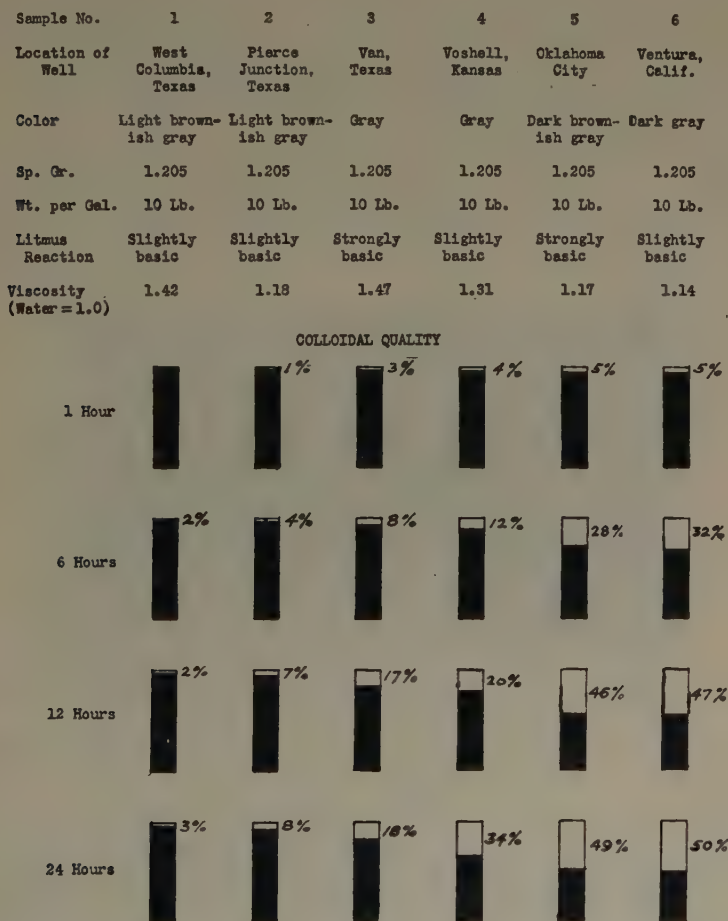 Sample No. 1 2 3 4 5 6
Location of West Pierce Van, Voshell, Oklahoma Ventura,
Well Columbia, Junction, Texas Kansas City Calif.
Texas Texas
Color Light brown- Light brown- Gray Gray Dark brown- Dark gray
ish gray ish gray ish gray
Sp. Gr. 1.205 1.205 1.205 1.205 1.205 1.205
Wt. per Gal. 10 Lb. 10 Lb. 10 Lb. 10 Lb. 10 Lb. 10 Lb.
Litmus Slightly Slightly Strongly Slightly Strongly Slightly
Reaction basic basic basic basic basic basic
Viscosity 1.42 1.18 1.47 1.31 1.17 1.14
(Water = 1.0)
COLLOIDAL QUALITY
1% 3% 4% 5% 5%
1 Hour
2% 4% 8% 12% 28% 32%
6 Hours
2% 7% 17% 20% 46% 47%
12 Hours
3% 8% 18% 34% 49% 50%
24 Hours